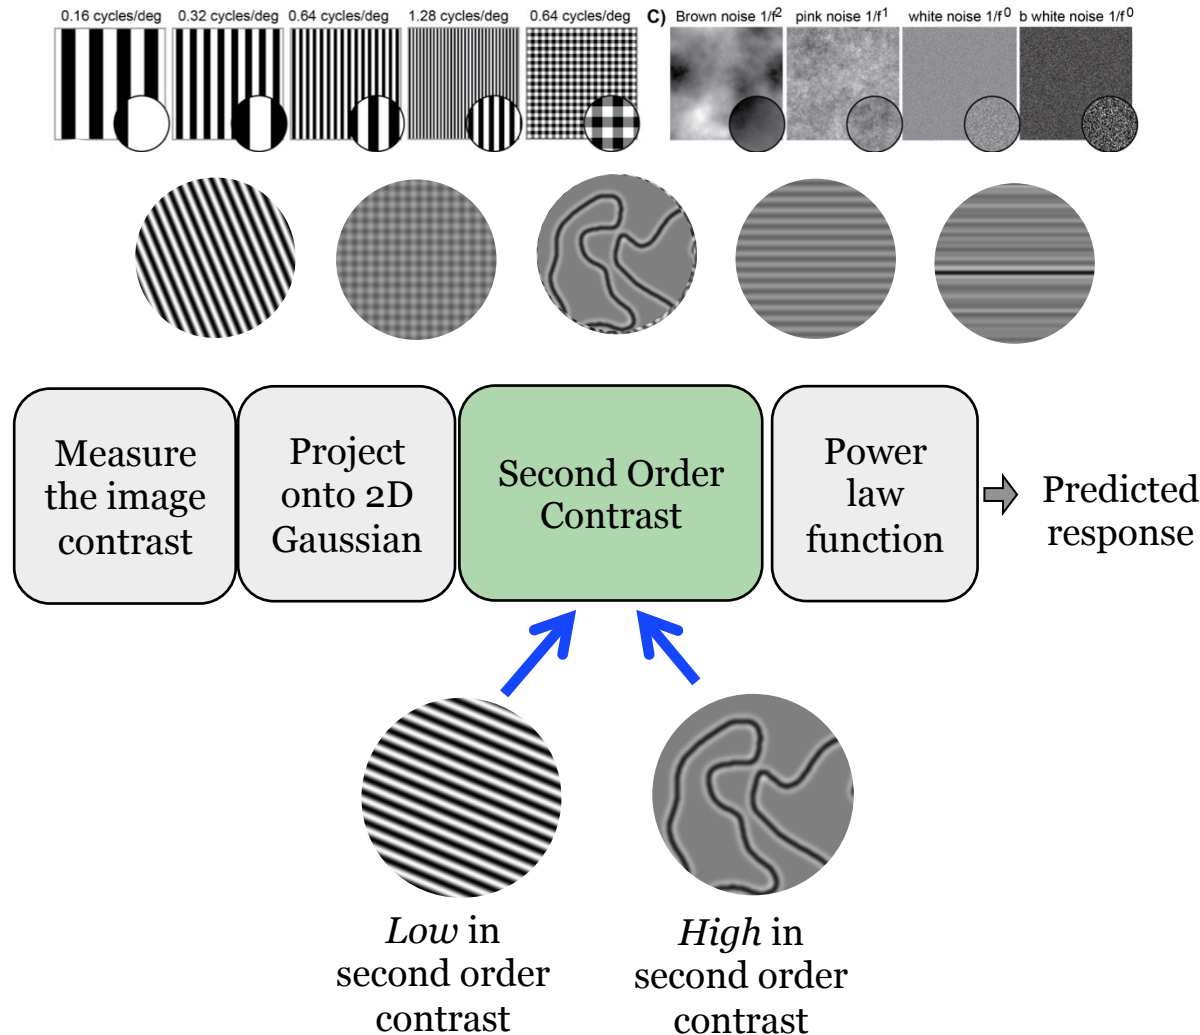 0.16 cycles/deg
0.32 cycles/deg
0.64 cycles/deg
1.28 cycles/deg
0.64 cycles/deg
C)
Brown noise 1/f²
pink noise 1/f¹
white noise 1/f⁰
b white noise 1/f⁰
Measure
the image
contrast
Project
onto 2D
Gaussian
Second Order
Contrast
Power
law
function
Predicted
response
Low in
second order
contrast
High in
second order
contrast